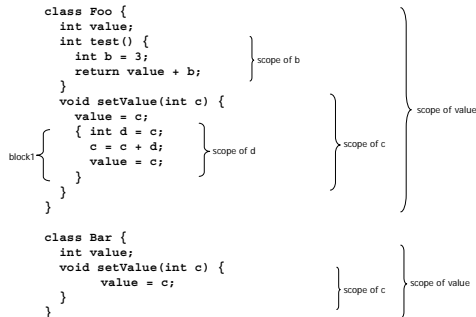 class Foo {
int value;
int test() {
int b = 3;
return value + b;
}
scope of b
void setValue(int c) {
value = c;
{ int d = c;
c = c + d;
value = c;
}
}
}
block1
scope of d
scope of c
scope of value
class Bar {
int value;
void setValue(int c) {
value = c;
}
}
scope of c
scope of value